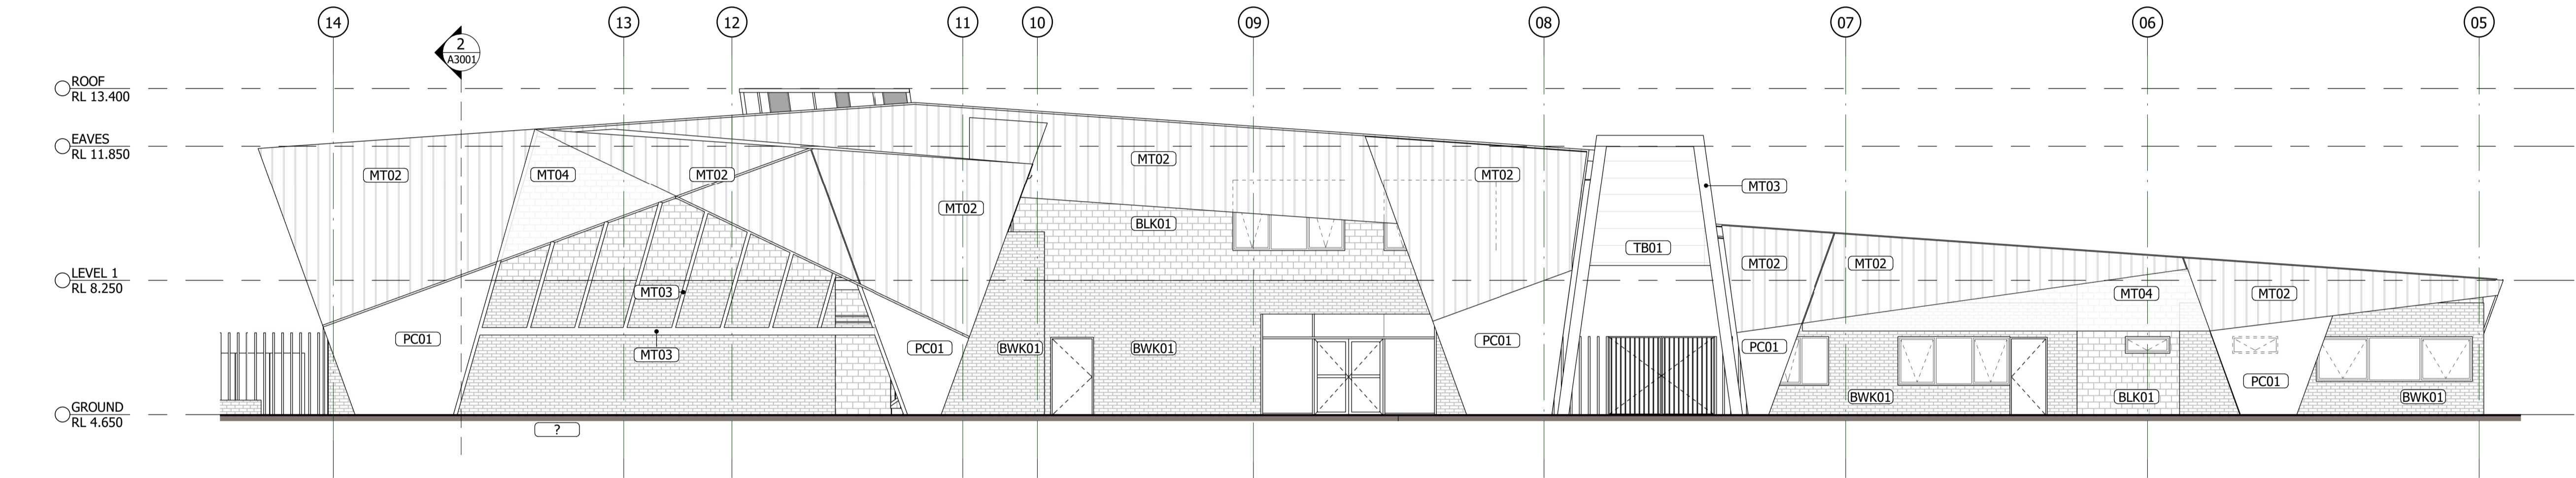 14
13
12
11
10
09
08
07
06
05
2
A3001
ROOF
RL 13.400
EAVES
RL 11.850
LEVEL 1
RL 8.250
GROUND
RL 4.650
MT02
MT04
MT02
MT02
MT02
MT02
MT03
BLK01
TB01
MT02
MT02
MT04
MT02
MT03
MT03
PC01
PC01
BWK01
BWK01
PC01
PC01
BWK01
BLK01
PC01
BWK01
?